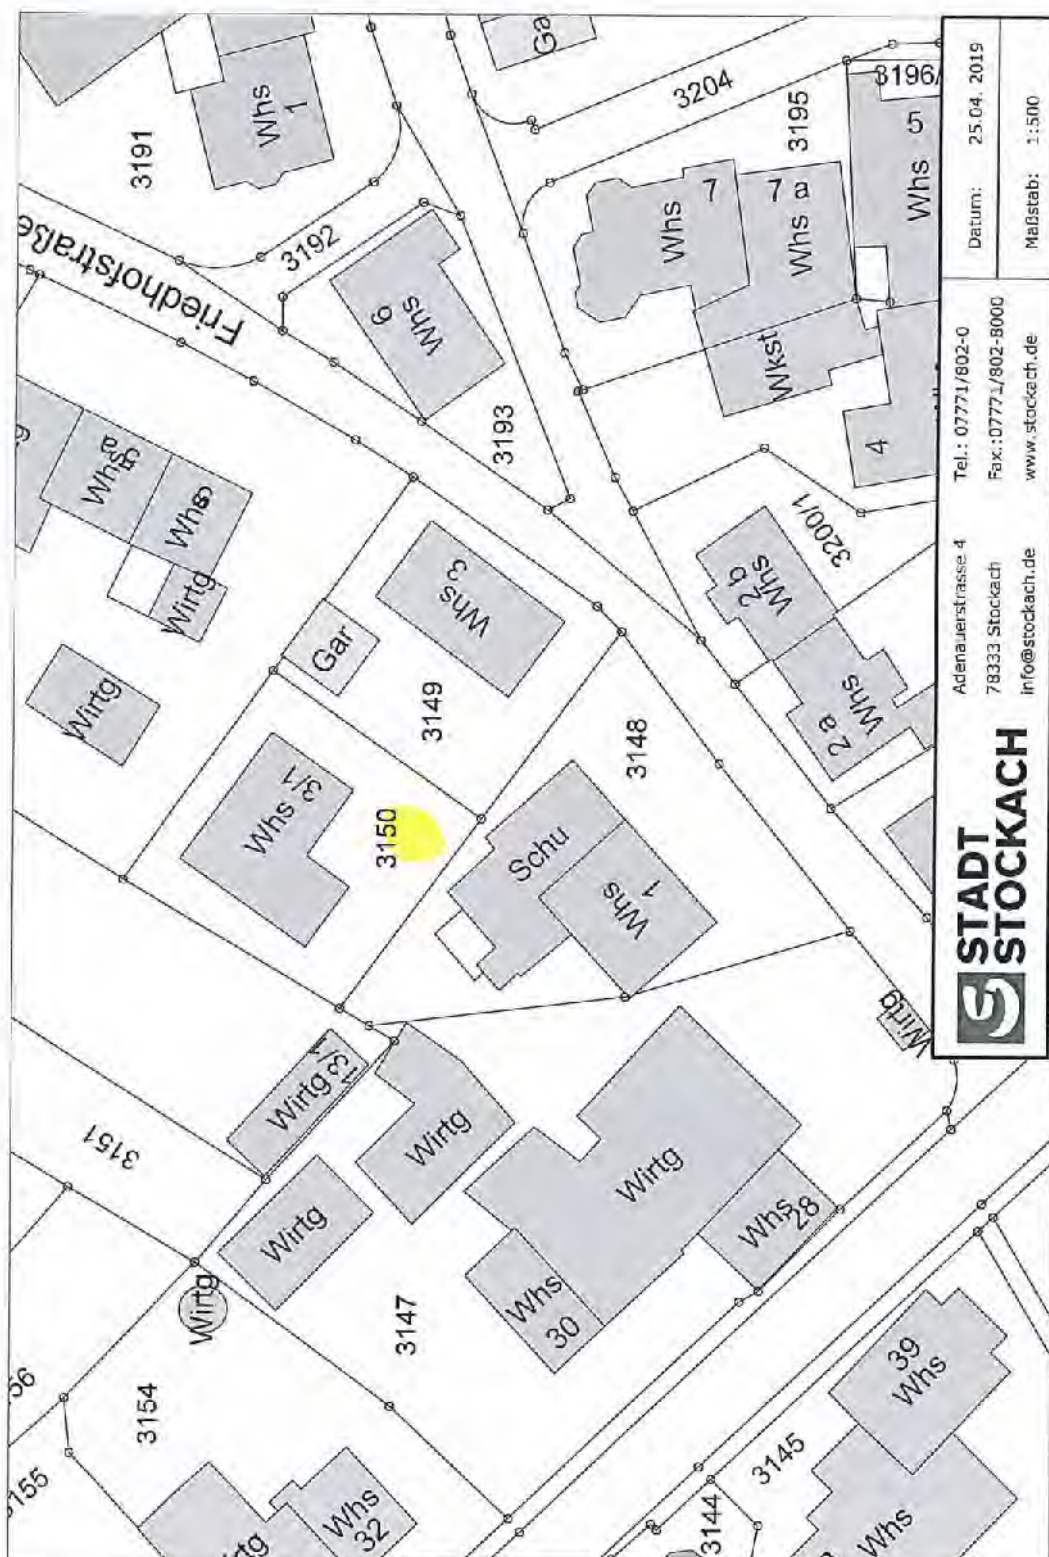 Ga
3204
3196/
Whs
1
3191
3195
5
Whs
Friedhofstraße
3192
6
Whs
Whs
7
7 a
Whs
Wkst
4
3193
Whs
Whs
Wirtg
Wirtg
3200/1
2 b
Whs
2 a
Whs
Whs
3
Gar
3149
3148
Whs
3/1
3150
Schu
Whs
1
Wirtg
Wirtg
13/1
Wirtg
Wirtg
Wirtg
3151
Wirtg
Whs
28
Whs
30
3147
3154
3155
Whs
32
3144
3145
39
Whs
Whs
STADT
STOCKACH
Adenauerstrasse 4
78333 Stockach
info@stockach.de
Tel.: 07771/802-0
Fax.:07771/802-8000
www.stockach.de
Datum: 25.04. 2019
Maßstab: 1:500